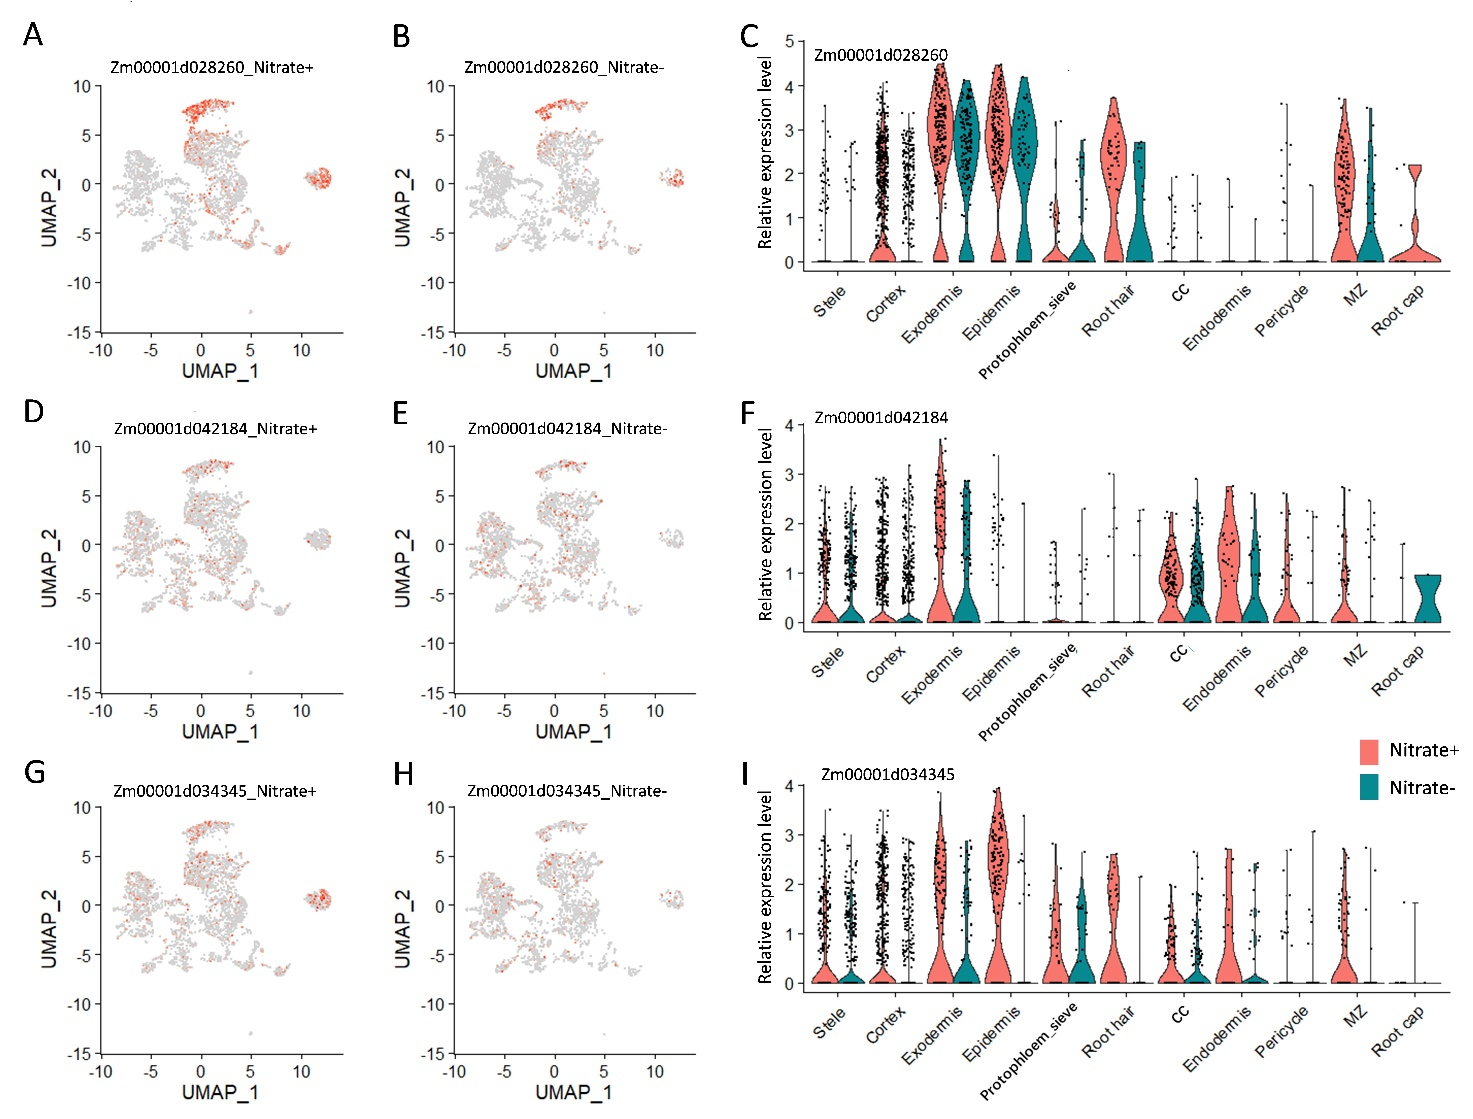 A
Zm00001d028260_Nitrate+
10
5
0
-5
-10
-15
UMAP_2
-10 -5 0 5 10
UMAP_1
B
Zm00001d028260_Nitrate-
10
5
0
-5
-10
-15
UMAP_2
-10 -5 0 5 10
UMAP_1
C
Zm00001d028260
Relative expression level
5
4
3
2
1
0
Stele Cortex Exodermis Epidermis Protophloem_sieve Root hair CC Endodermis Pericycle MZ Root cap
D
Zm00001d042184_Nitrate+
10
5
0
-5
-10
-15
UMAP_2
-10 -5 0 5 10
UMAP_1
E
Zm00001d042184_Nitrate-
10
5
0
-5
-10
-15
UMAP_2
-10 -5 0 5 10
UMAP_1
F
Zm00001d042184
Relative expression level
4
3
2
1
0
Stele Cortex Exodermis Epidermis Protophloem_sieve Root hair CC Endodermis Pericycle MZ Root cap
Nitrate+
Nitrate-
G
Zm00001d034345_Nitrate+
10
5
0
-5
-10
-15
UMAP_2
-10 -5 0 5 10
UMAP_1
H
Zm00001d034345_Nitrate-
10
5
0
-5
-10
-15
UMAP_2
-10 -5 0 5 10
UMAP_1
I
Zm00001d034345
Relative expression level
4
3
2
1
0
Stele Cortex Exodermis Epidermis Protophloem_sieve Root hair CC Endodermis Pericycle MZ Root cap